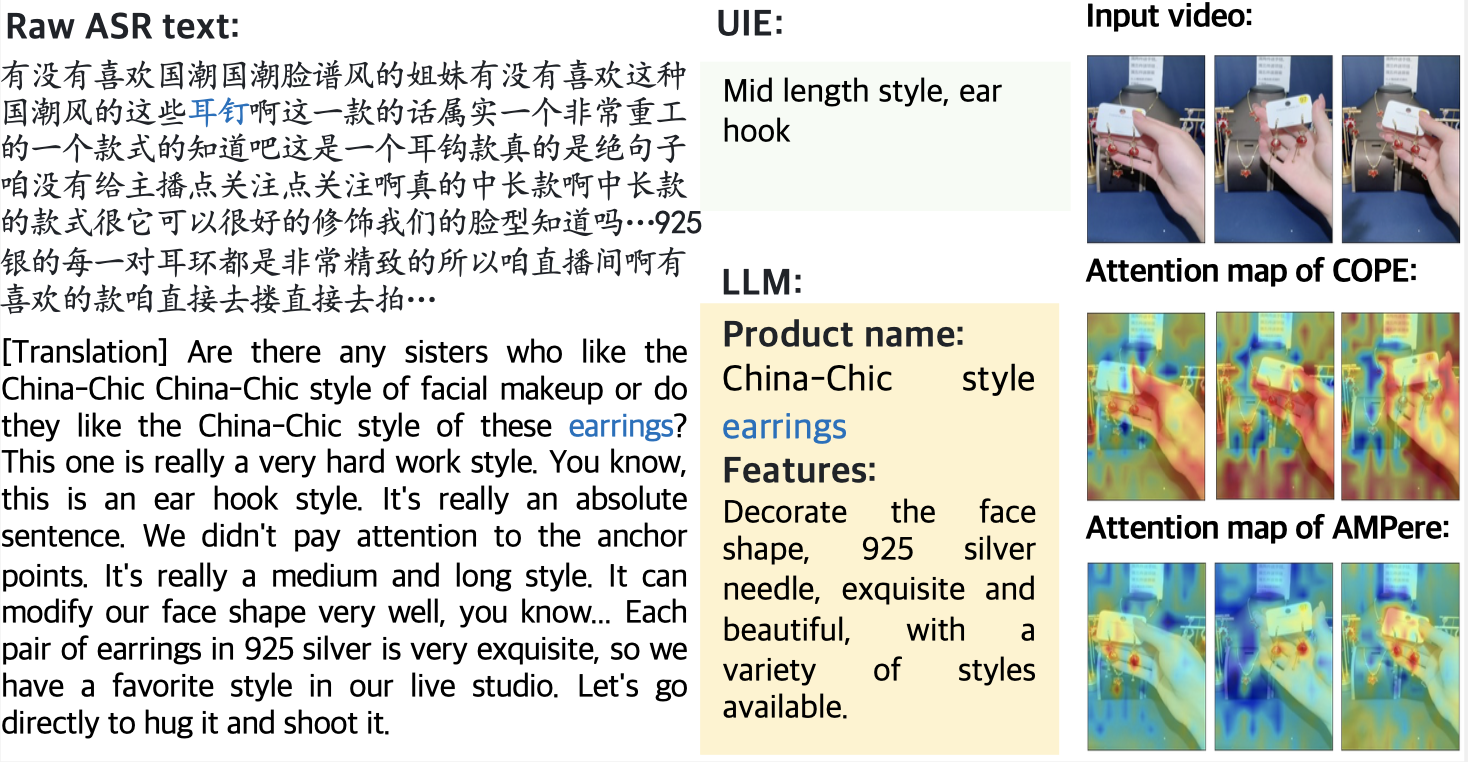 Raw ASR text:
有没有喜欢国潮国潮脸谱风的姐妹有没有喜欢这种
国潮风的这些耳钉啊这一款的话属实一个非常重工
的一个款式的知道吧这是一个耳钩款真的是绝句子
咱没有给主播点关注点关注啊真的中长款啊中长款
的款式很它可以很好的修饰我们的脸型知道吗…925
银的每一对耳环都是非常精致的所以咱直播间啊有
喜欢的款咱直接去搂直接去拍…
[Translation] Are there any sisters who like the
China-Chic China-Chic style of facial makeup or do
they like the China-Chic style of these earrings?
This one is really a very hard work style. You know,
this is an ear hook style. It's really an absolute
sentence. We didn't pay attention to the anchor
points. It's really a medium and long style. It can
modify our face shape very well, you know... Each
pair of earrings in 925 silver is very exquisite, so we
have a favorite style in our live studio. Let's go
directly to hug it and shoot it.
UIE:
Mid length style, ear
hook
LLM:
Product name:
China-Chic style
earrings
Features:
Decorate the face
shape, 925 silver
needle, exquisite and
beautiful, with a
variety of styles
available.
Input video:
Attention map of COPE:
Attention map of AMPere: